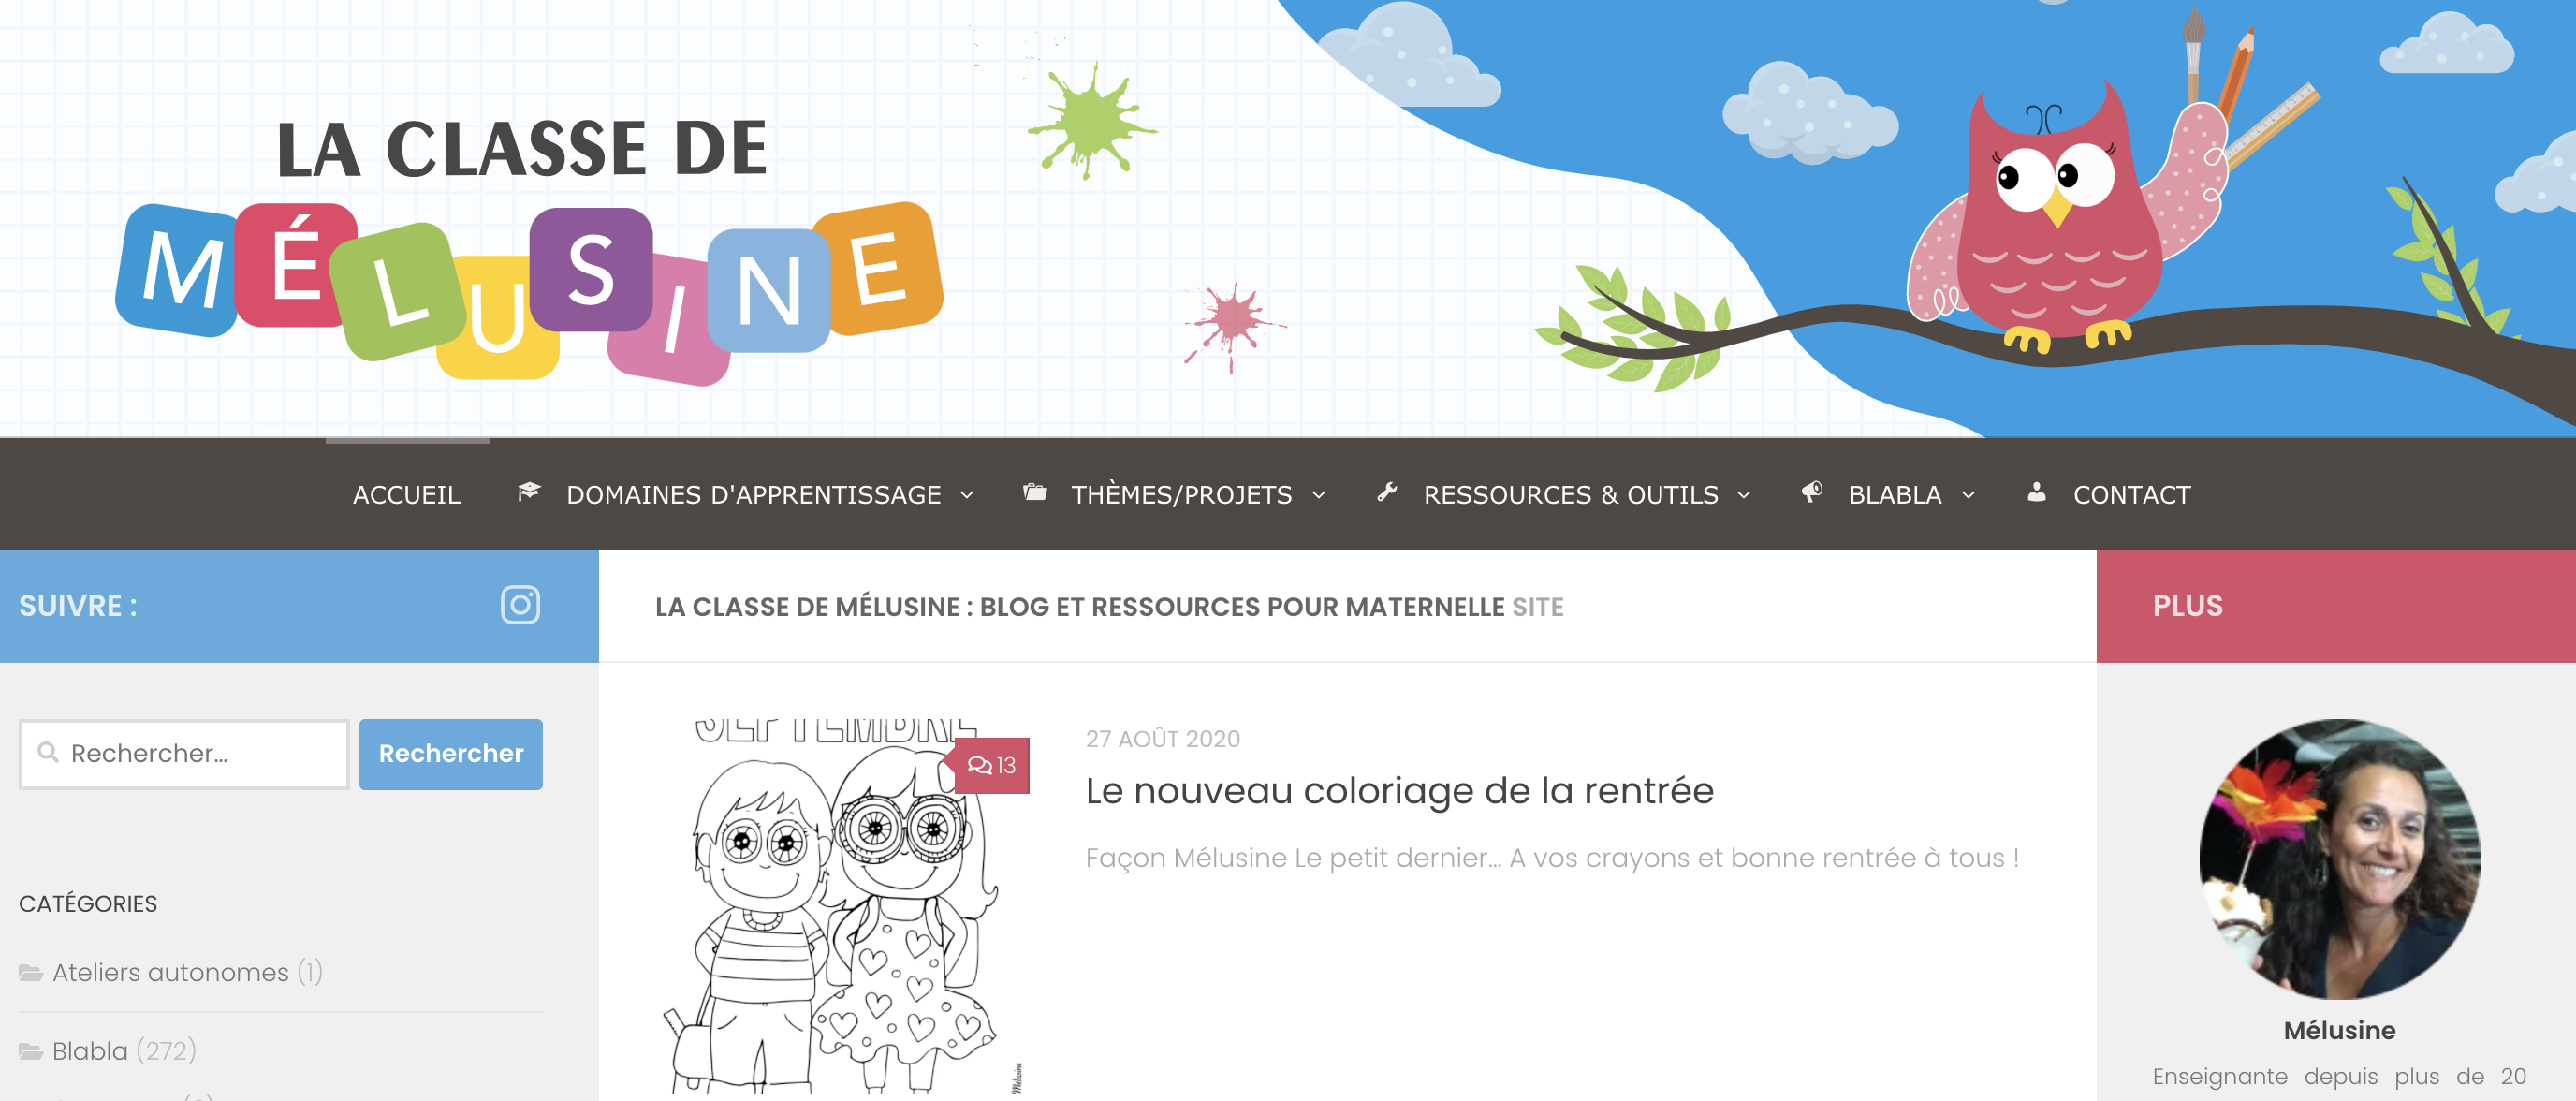 LA CLASSE DE
MÉLUSINE
ACCUEIL
DOMAINES D'APPRENTISSAGE
THÈMES/PROJETS
RESSOURCES & OUTILS
BLABLA
CONTACT
SUIVRE :
Rechercher...
Rechercher
CATÉGORIES
Ateliers autonomes (1)
Blabla (272)
LA CLASSE DE MÉLUSINE : BLOG ET RESSOURCES POUR MATERNELLE SITE
SEPTEMBRE
13
Mélusine
27 AOÛT 2020
Le nouveau coloriage de la rentrée
Façon Mélusine Le petit dernier... A vos crayons et bonne rentrée à tous !
PLUS
Mélusine
Enseignante depuis plus de 20